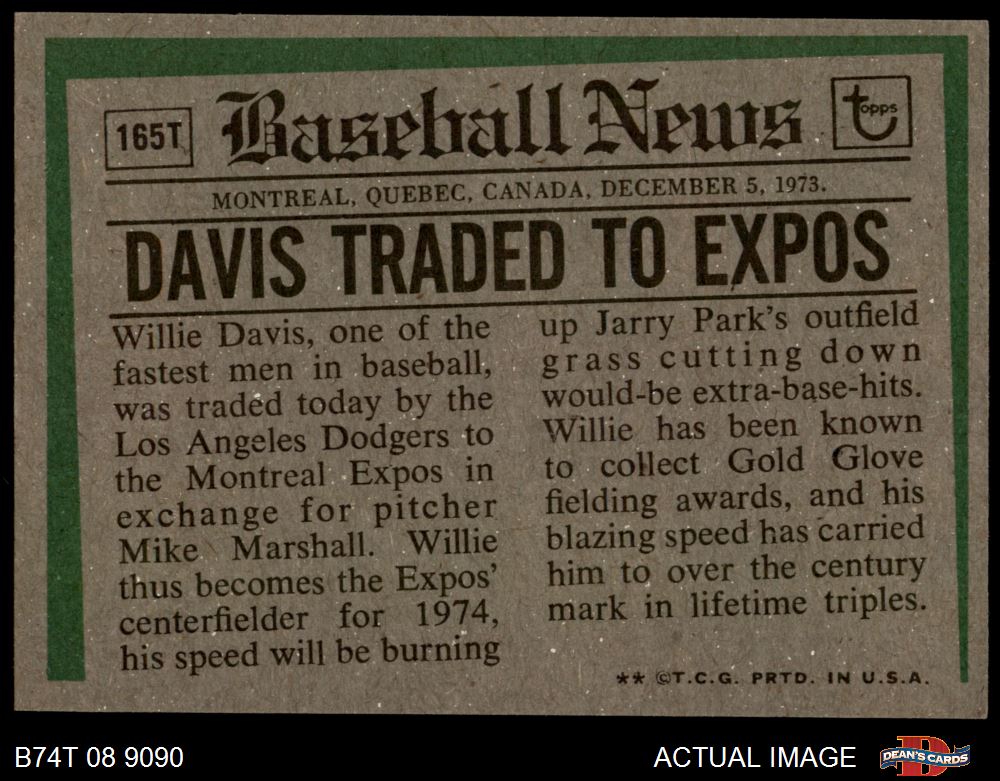 165T
Baseball News
topps
MONTREAL, QUEBEC, CANADA, DECEMBER 5, 1973.
DAVIS TRADED TO EXPOS
Willie Davis, one of the
fastest men in baseball,
was traded today by the
Los Angeles Dodgers to
the Montreal Expos in
exchange for pitcher
Mike Marshall. Willie
thus becomes the Expos'
centerfielder for 1974,
his speed will be burning
up Jarry Park's outfield
grass cutting down
would-be extra-base-hits.
Willie has been known
to collect Gold Glove
fielding awards, and his
blazing speed has carried
him to over the century
mark in lifetime triples.
** ©T.C.G. PRTD. IN U.S.A.
B74T 08 9090
ACTUAL IMAGE
DEAN'S CARDS